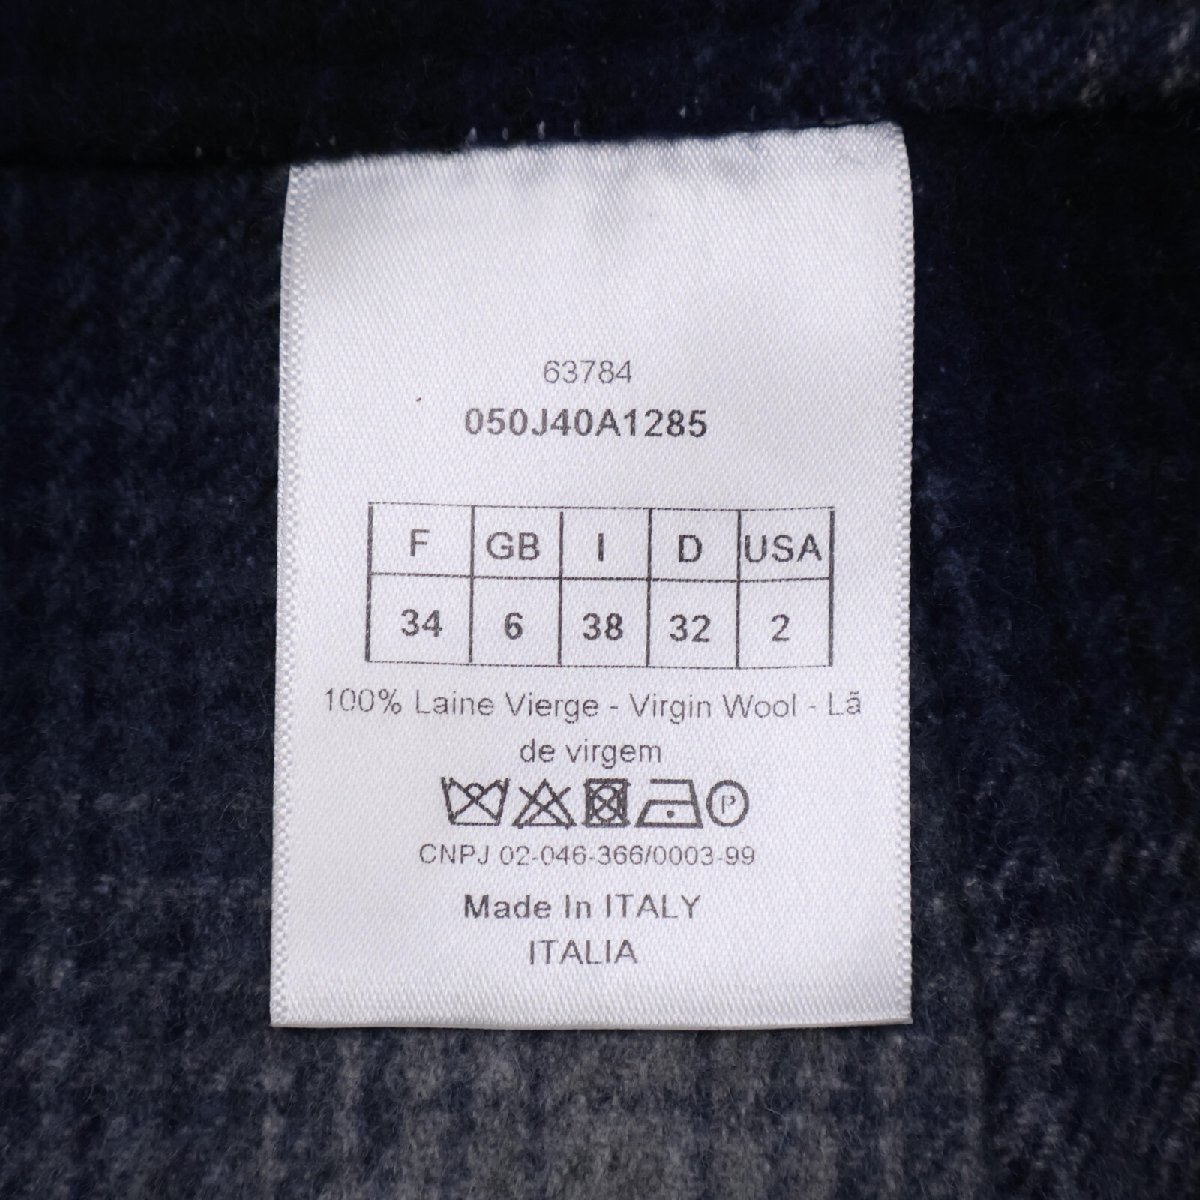 63784
050J40A1285
F GB I D USA
34 6 38 32 2
100% Laine Vierge - Virgin Wool - Lã
de virgem
P
CNPJ 02-046-366/0003-99
Made In ITALY
ITALIA